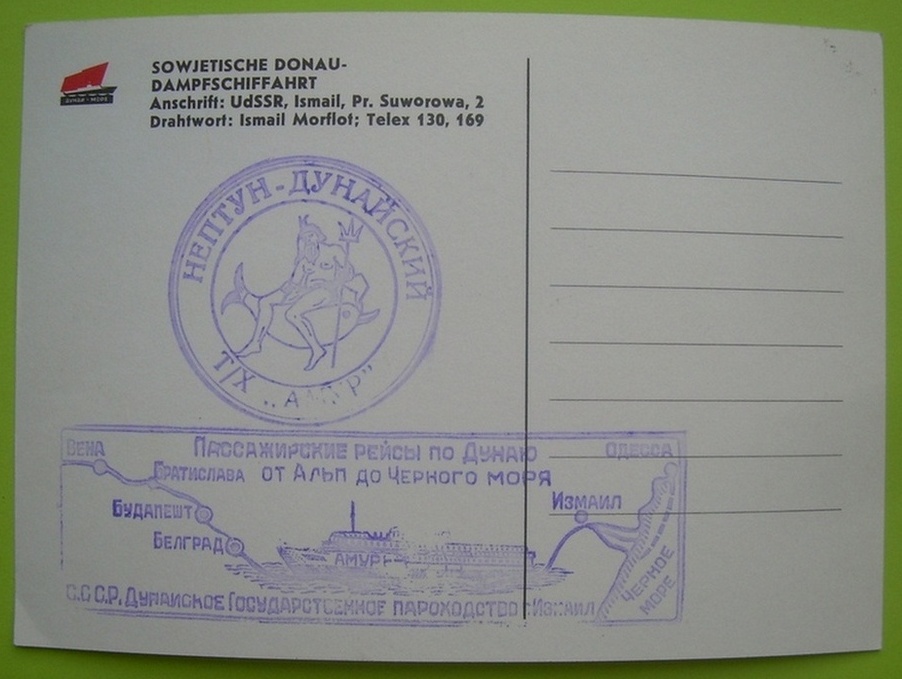 SOWJETISCHE DONAU-
DAMPFSCHIFFAHRT
Anschrift: UdSSR, Ismail, Pr. Suworowa, 2
Drahtwort: Ismail Morflot; Telex 130, 169
ДУНАЙ - МОРЕ
НЕПТУН-ДУНАЙСКИЙ
Т/Х „АМУР”
ВЕНА
ПАССАЖИРСКИЕ РЕЙСЫ ПО ДУНАЮ
ОДЕССА
БРАТИСЛАВА
ОТ АЛЬП ДО ЧЕРНОГО МОРЯ
ИЗМАИЛ
БУДАПЕШТ
БЕЛГРАД
АМУР
ЧЕРНОЕ
МОРЕ
С.С.С.Р. ДУНАЙСКОЕ ГОСУДАРСТВЕННОЕ ПАРОХОДСТВО Г. ИЗМАИЛ